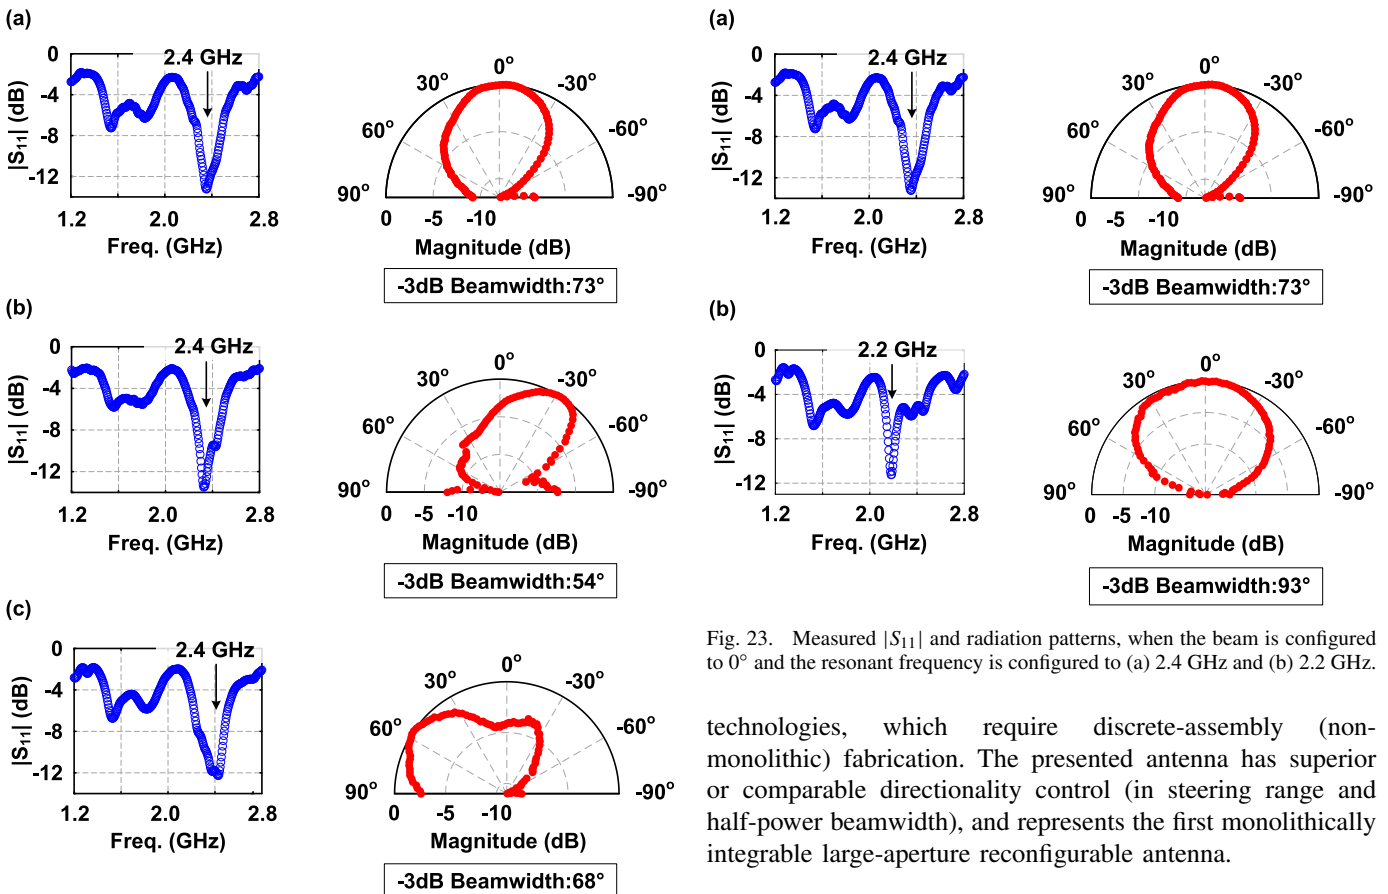 (a)
0
-4
-8
-12
|S11| (dB)
2.4 GHz
1.2
2.0
2.8
Freq. (GHz)
0°
30°
-30°
60°
-60°
90°
-90°
0
-5
-10
Magnitude (dB)
-3dB Beamwidth:73°
(b)
0
-4
-8
-12
|S11| (dB)
2.4 GHz
1.2
2.0
2.8
Freq. (GHz)
0°
30°
-30°
60°
-60°
90°
-90°
0
-5
-10
Magnitude (dB)
-3dB Beamwidth:54°
(c)
0
-4
-8
-12
|S11| (dB)
2.4 GHz
1.2
2.0
2.8
Freq. (GHz)
0°
30°
-30°
60°
-60°
90°
-90°
0
-5
-10
Magnitude (dB)
-3dB Beamwidth:68°
(a)
0
-4
-8
-12
|S11| (dB)
2.4 GHz
1.2
2.0
2.8
Freq. (GHz)
0°
30°
-30°
60°
-60°
90°
-90°
0
-5
-10
Magnitude (dB)
-3dB Beamwidth:73°
(b)
0
-4
-8
-12
|S11| (dB)
2.2 GHz
1.2
2.0
2.8
Freq. (GHz)
0°
30°
-30°
60°
-60°
90°
-90°
0
-5
-10
Magnitude (dB)
-3dB Beamwidth:93°
Fig. 23. Measured |S11| and radiation patterns, when the beam is configured
to 0° and the resonant frequency is configured to (a) 2.4 GHz and (b) 2.2 GHz.
technologies, which require discrete-assembly (non-
monolithic) fabrication. The presented antenna has superior
or comparable directionality control (in steering range and
half-power beamwidth), and represents the first monolithically
integrable large-aperture reconfigurable antenna.